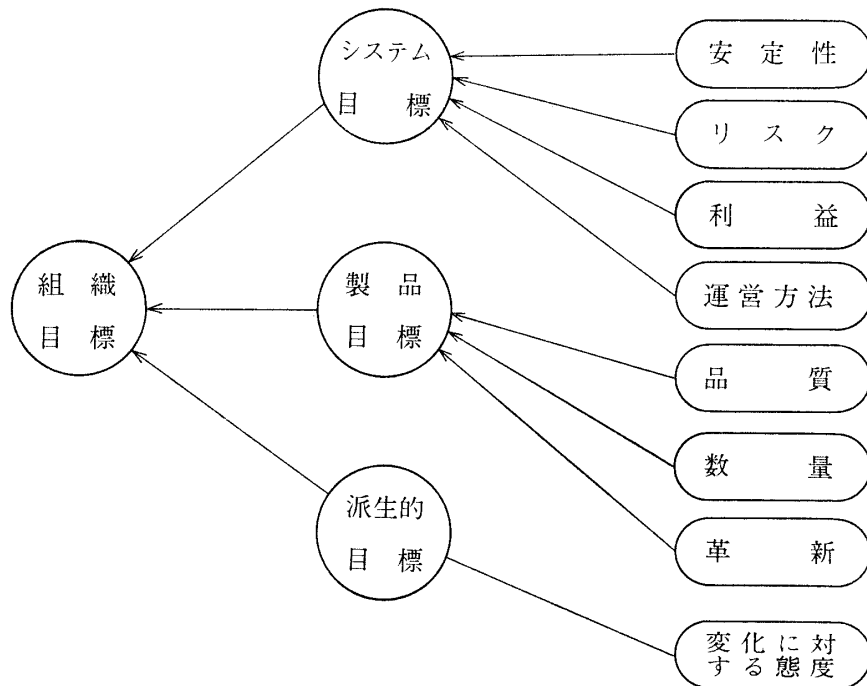 システム
目標
安定性
リスク
利益
運営方法
組織
目標
製品
目標
品質
数量
革新
派生的
目標
変化に対
する態度